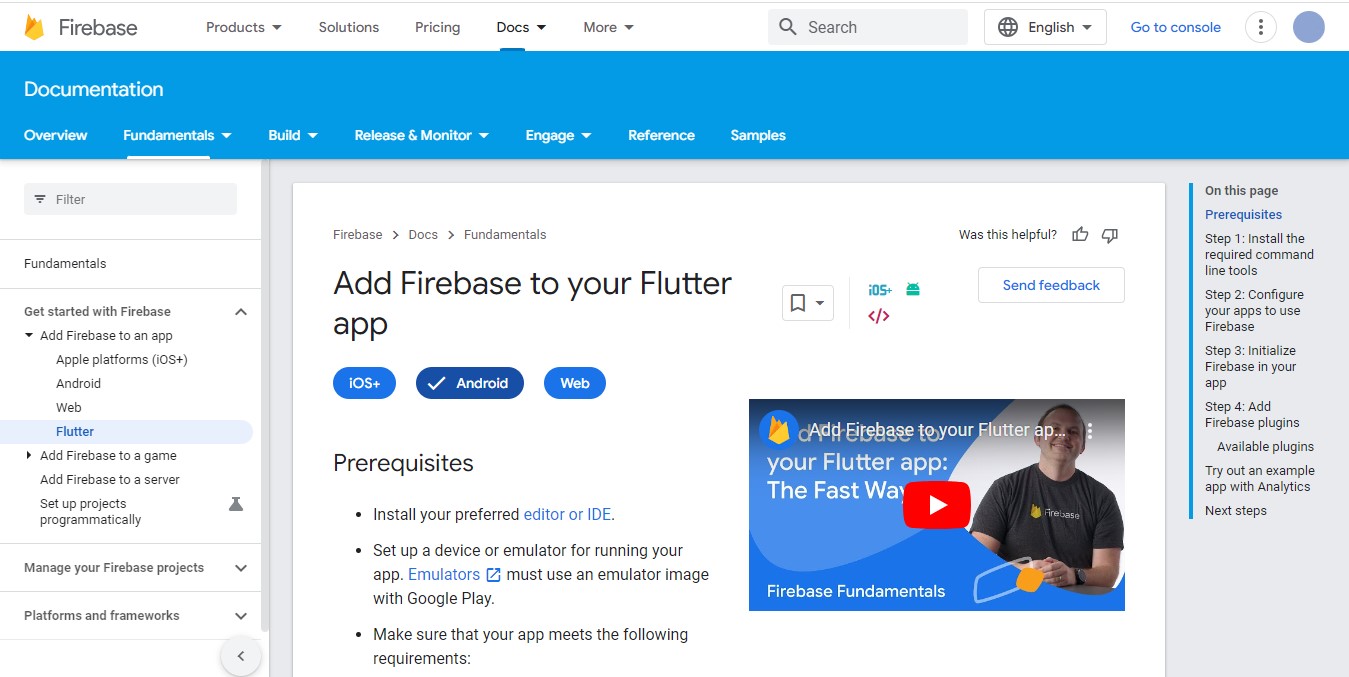 Firebase
Products
Solutions
Pricing
Docs
More
Search
English
Go to console
Documentation
Overview
Fundamentals
Build
Release & Monitor
Engage
Reference
Samples
Filter
Fundamentals
Get started with Firebase
Add Firebase to an app
Apple platforms (iOS+)
Android
Web
Flutter
Add Firebase to a game
Add Firebase to a server
Set up projects
programmatically
Manage your Firebase projects
Platforms and frameworks
Firebase > Docs > Fundamentals
Was this helpful?
Add Firebase to your Flutter
app
iOS+
</>
Send feedback
iOS+
Android
Web
Prerequisites
• Install your preferred editor or IDE.
• Set up a device or emulator for running your
app. Emulators must use an emulator image
with Google Play.
• Make sure that your app meets the following
requirements:
Add Firebase to your Flutter ap...
your Flutter app:
The Fast Way
Firebase
Firebase Fundamentals
On this page
Prerequisites
Step 1: Install the
required command
line tools
Step 2: Configure
your apps to use
Firebase
Step 3: Initialize
Firebase in your
app
Step 4: Add
Firebase plugins
Available plugins
Try out an example
app with Analytics
Next steps